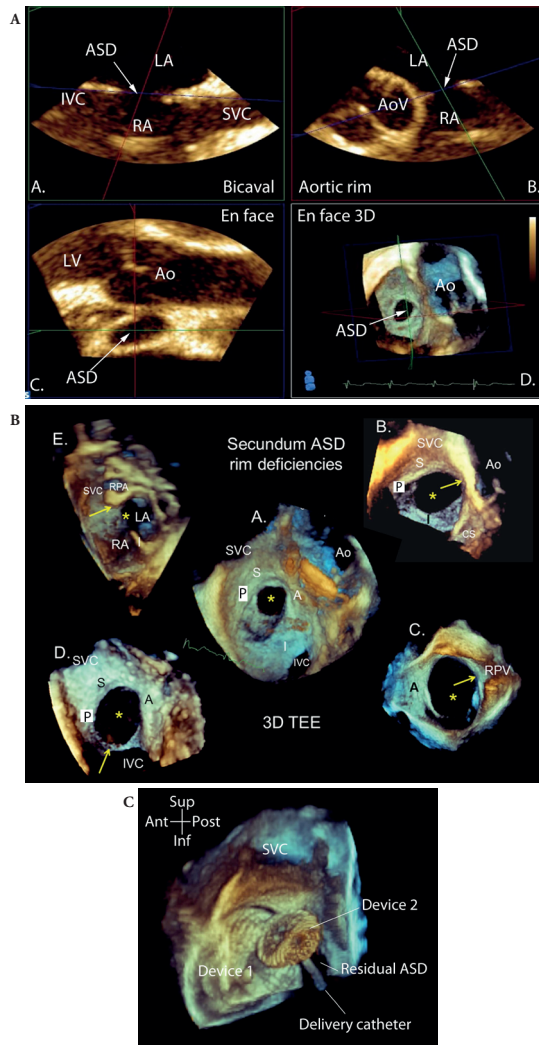 A
ASD
LA
IVC
SVC
RA
A.
Bicaval
LA
ASD
AoV
RA
Aortic rim
B.
En face
LV
Ao
ASD
C.
En face 3D
Ao
ASD
D.
B
Secundum ASD
rim deficiencies
E.
SVC
RPA
*
LA
I
RA
A.
SVC
Ao
S
P
A
*
I
IVC
B.
SVC
S
Ao
P
*
I
CS
C.
RPV
A
*
D.
SVC
S
A
P
*
IVC
3D TEE
C
Sup
Ant
Post
Inf
SVC
Device 2
Device 1
Residual ASD
Delivery catheter